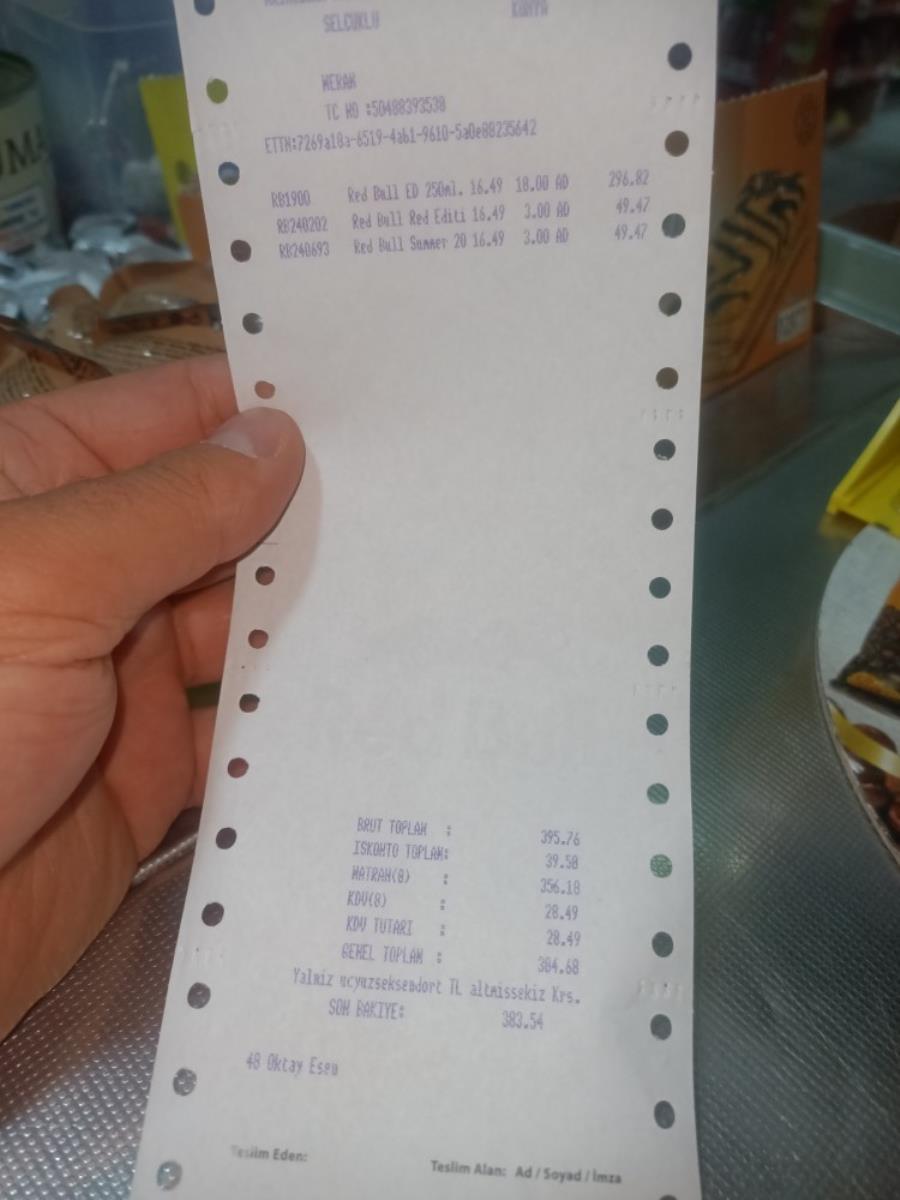 SELCUKLU KONYA
MERAM
TC NO :50488393538
ETTN:7269a18a-6519-4a61-9610-5a0e88235642
RB1900 Red Bull ED 250ml. 16.49 18.00 AD 296.82
RB240202 Red Bull Red Editi 16.49 3.00 AD 49.47
RB240693 Red Bull Summer 20 16.49 3.00 AD 49.47
BRUT TOPLAM : 395.76
ISKONTO TOPLAM: 39.58
MATRAH(8) : 356.18
KDV(8) : 28.49
KDV TUTARI : 28.49
GENEL TOPLAM : 384.68
Yalniz ucyuzseksendort TL altmissekiz Krs.
SON BAKIYE: 383.54
48 Oktay Esen
Teslim Eden:
Teslim Alan: Ad / Soyad / İmza